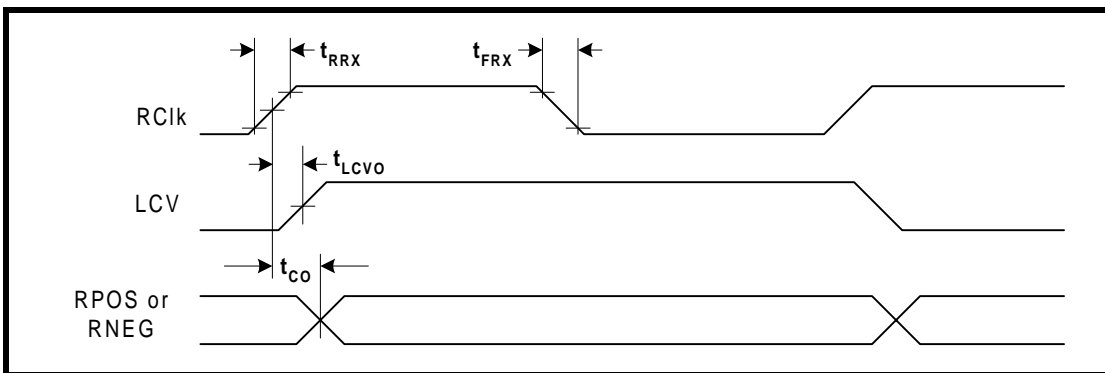 tRRX
tFRX
RClk
tLCVO
LCV
tCO
RPOS or
RNEG